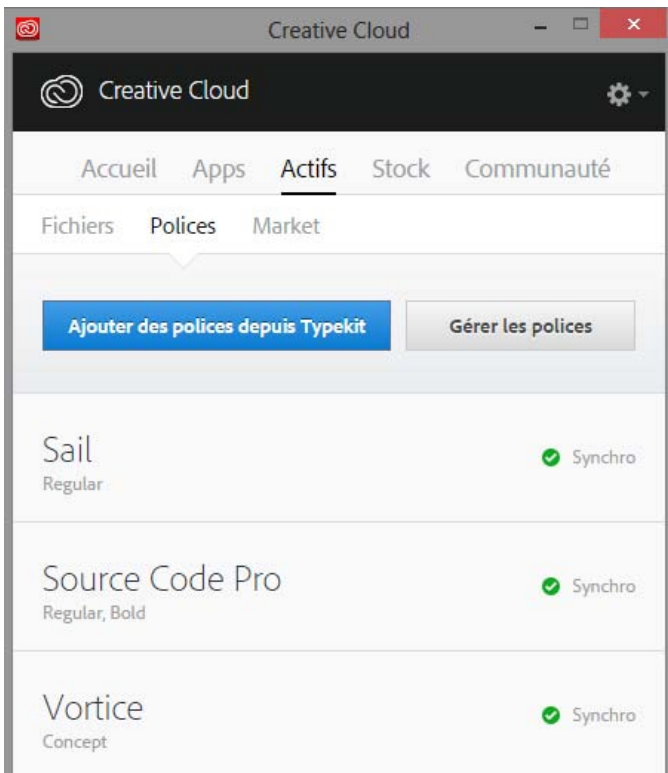 Creative Cloud
Creative Cloud
Accueil Apps Actifs Stock Communauté
Fichiers Polices Market
Ajouter des polices depuis Typekit Gérer les polices
Sail
Synchro
Regular
Source Code Pro
Synchro
Regular, Bold
Vortice
Synchro
Concept